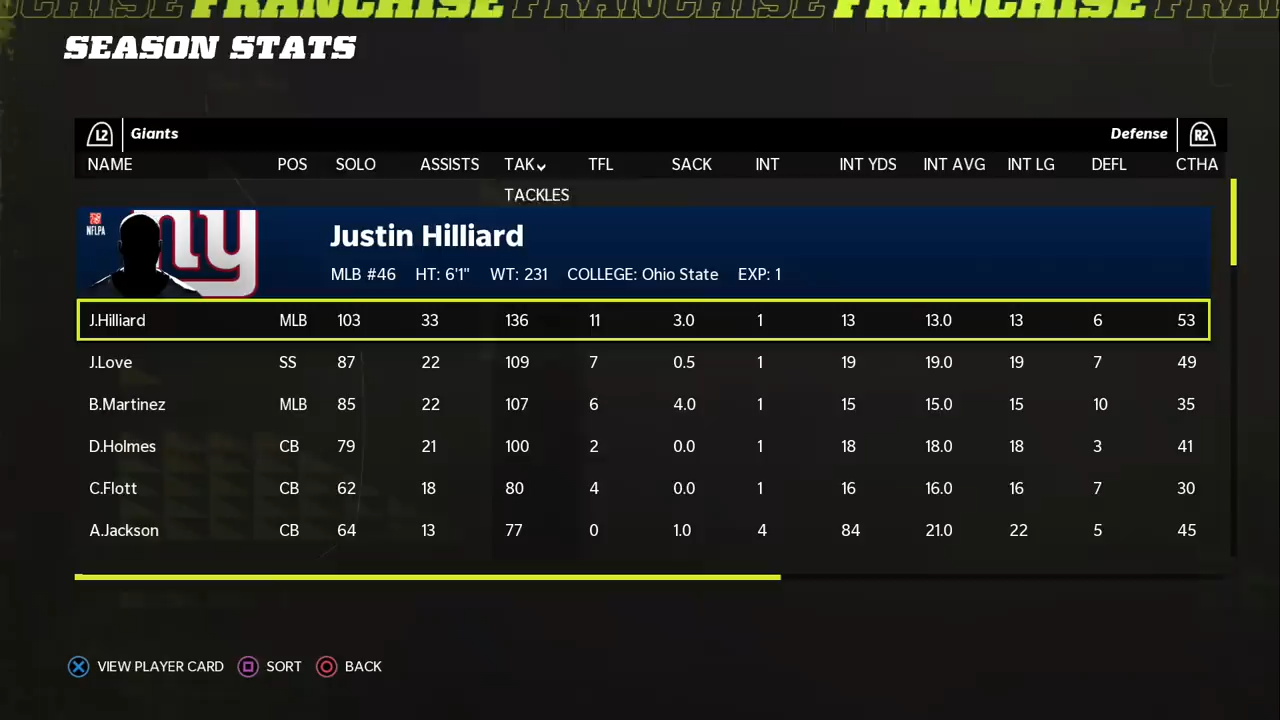 CHISE FRANCHISE FRANCHISE FRANCHISE FRAN
SEASON STATS
L2 Giants Defense R2
NAME POS SOLO ASSISTS TAK TFL SACK INT INT YDS INT AVG INT LG DEFL CTHA
TACKLES
NFLPA ny Justin Hilliard
MLB #46 HT: 6'1" WT: 231 COLLEGE: Ohio State EXP: 1
J.Hilliard MLB 103 33 136 11 3.0 1 13 13.0 13 6 53
J.Love SS 87 22 109 7 0.5 1 19 19.0 19 7 49
B.Martinez MLB 85 22 107 6 4.0 1 15 15.0 15 10 35
D.Holmes CB 79 21 100 2 0.0 1 18 18.0 18 3 41
C.Flott CB 62 18 80 4 0.0 1 16 16.0 16 7 30
A.Jackson CB 64 13 77 0 1.0 4 84 21.0 22 5 45
VIEW PLAYER CARD SORT BACK